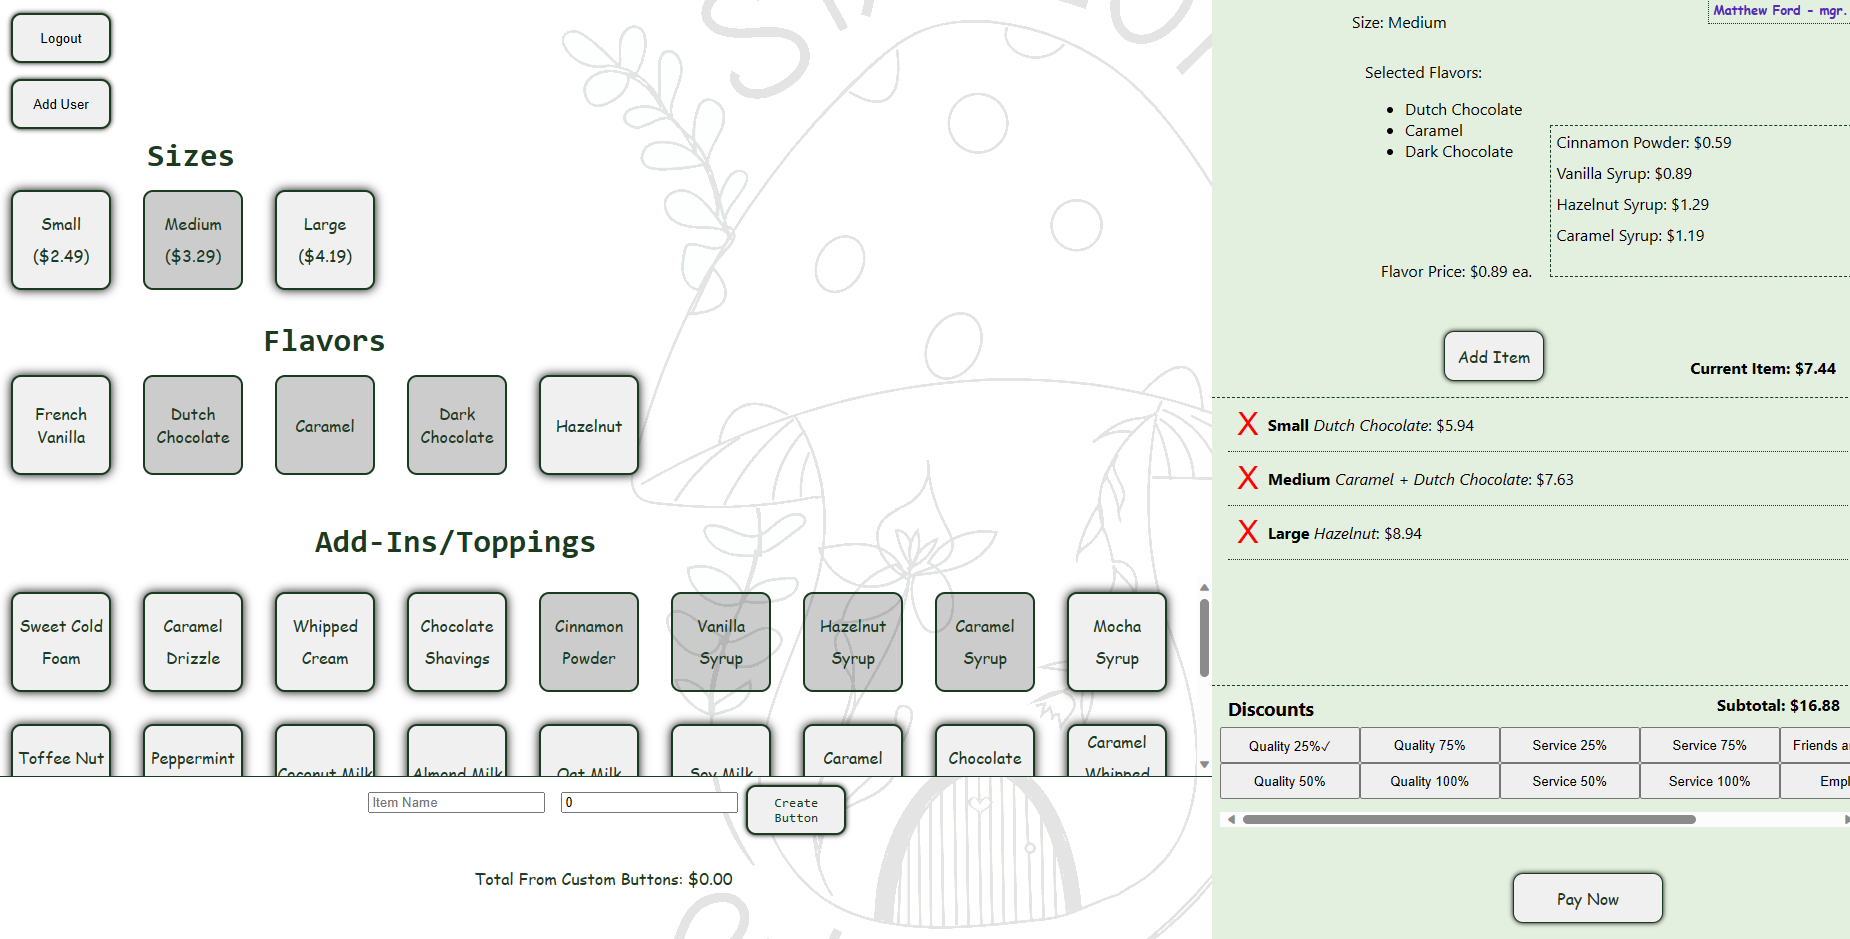 Logout
Add User
Sizes
Small
($2.49)
Medium
($3.29)
Large
($4.19)
Flavors
French
Vanilla
Dutch
Chocolate
Caramel
Dark
Chocolate
Hazelnut
Add-Ins/Toppings
Sweet Cold
Foam
Caramel
Drizzle
Whipped
Cream
Chocolate
Shavings
Cinnamon
Powder
Vanilla
Syrup
Hazelnut
Syrup
Caramel
Syrup
Mocha
Syrup
Toffee Nut
Peppermint
Coconut Milk
Almond Milk
Oat Milk
Soy Milk
Caramel
Chocolate
Caramel
Whipped
Item Name
0
Create
Button
Total From Custom Buttons: $0.00
Matthew Ford - mgr.
Size: Medium
Selected Flavors:
• Dutch Chocolate
• Caramel
• Dark Chocolate
Flavor Price: $0.89 ea.
Cinnamon Powder: $0.59
Vanilla Syrup: $0.89
Hazelnut Syrup: $1.29
Caramel Syrup: $1.19
Add Item
Current Item: $7.44
X Small Dutch Chocolate: $5.94
X Medium Caramel + Dutch Chocolate: $7.63
X Large Hazelnut: $8.94
Discounts
Subtotal: $16.88
Quality 25%✓ Quality 75% Service 25% Service 75% Friends
Quality 50% Quality 100% Service 50% Service 100%
Pay Now